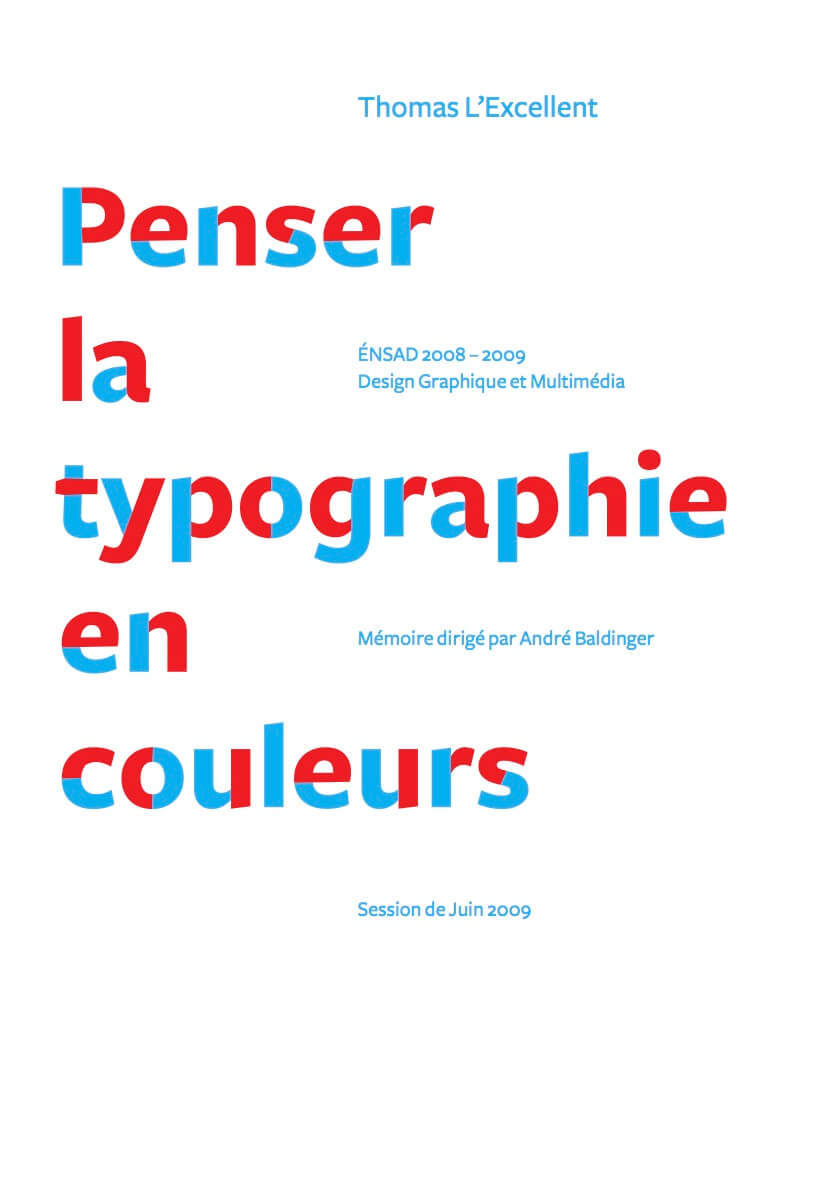 Thomas L’Excellent
Penser
la
ÉNSAD 2008 – 2009
Design Graphique et Multimédia
typographie
en
Mémoire dirigé par André Baldinger
couleurs
Session de Juin 2009